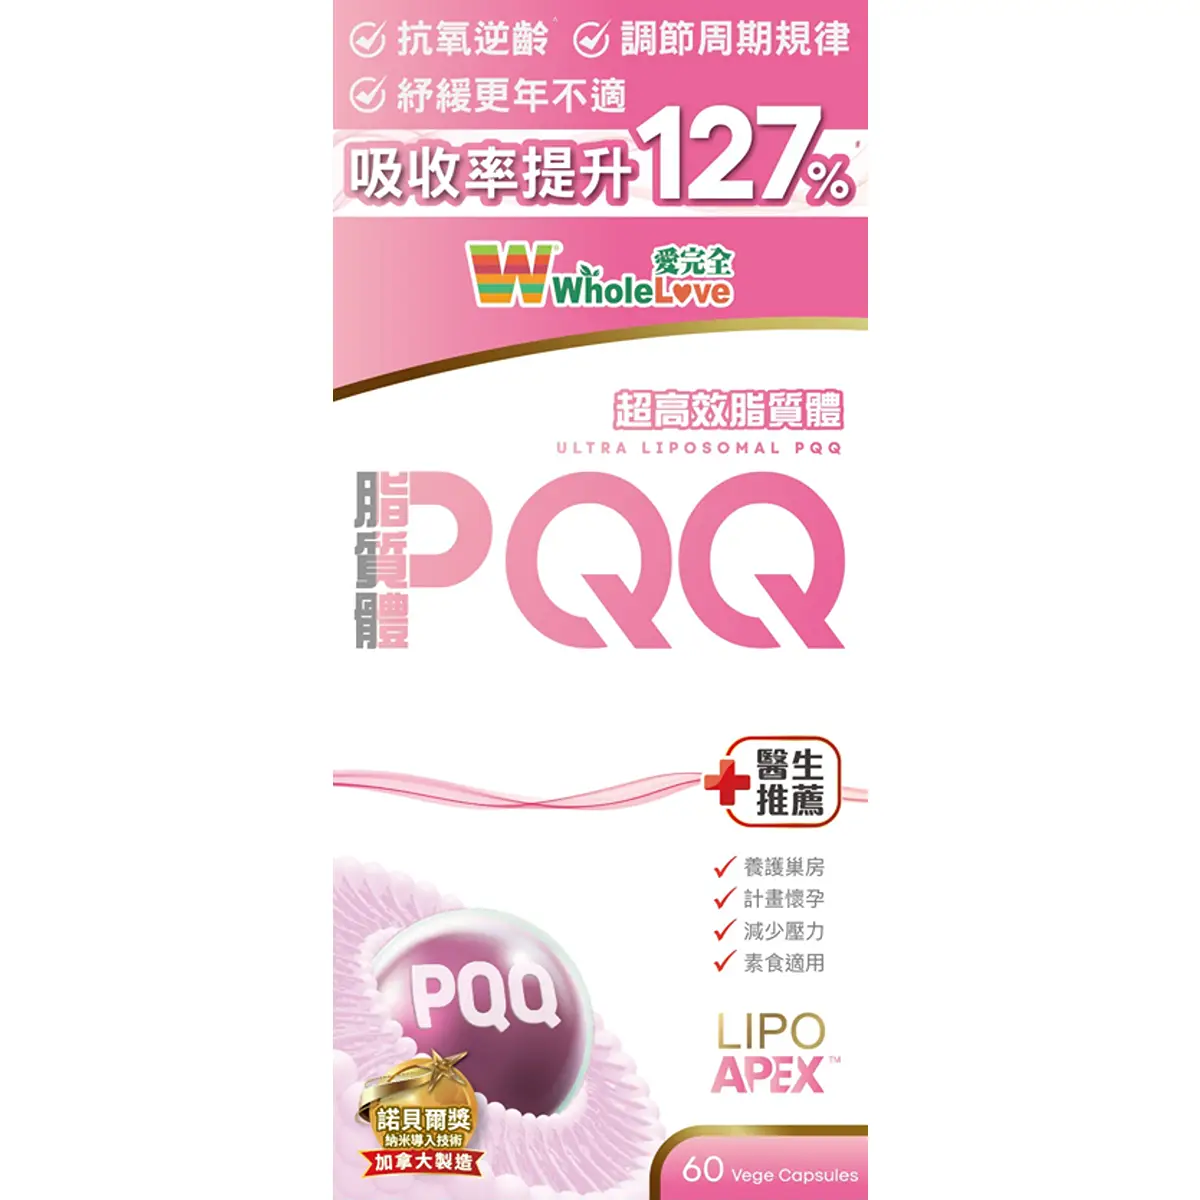 抗氧逆齡^ 調節周期規律
紓緩更年不適
吸收率提升127%
W®
愛完全
WholeLove
超高效脂質體
ULTRA LIPOSOMAL PQQ
脂質體
PQQ
醫生
推薦
養護巢房
計畫懷孕
減少壓力
素食適用
PQQ
LIPO
APEX™
諾貝爾獎
納米導入技術
加拿大製造
60 Vege Capsules